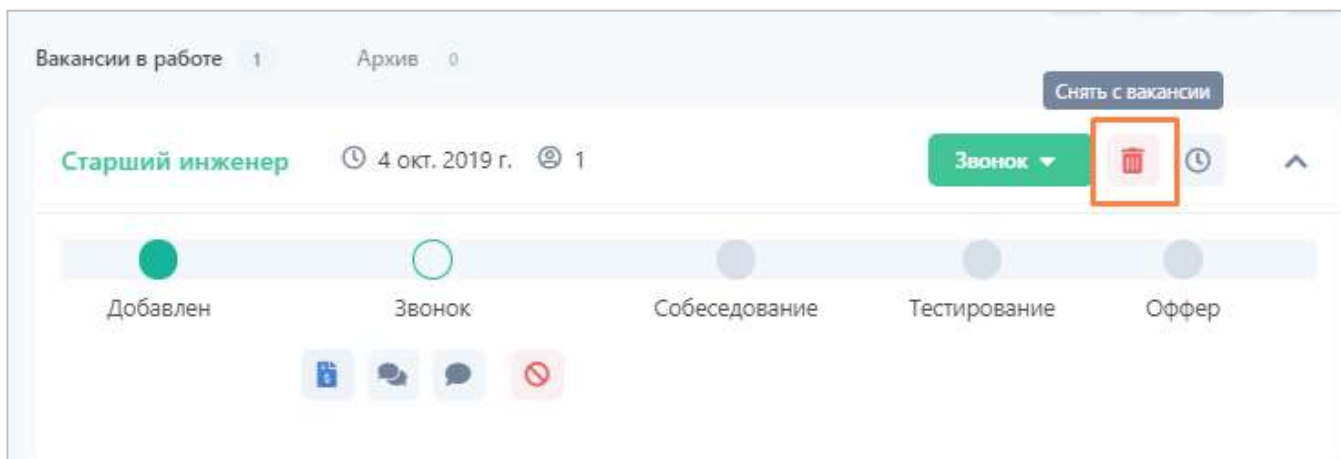 Вакансии в работе 1 Архив 0
Снять с вакансии
Старший инженер 4 окт. 2019 г. 1 Звонок
Добавлен Звонок Собеседование Тестирование Оффер